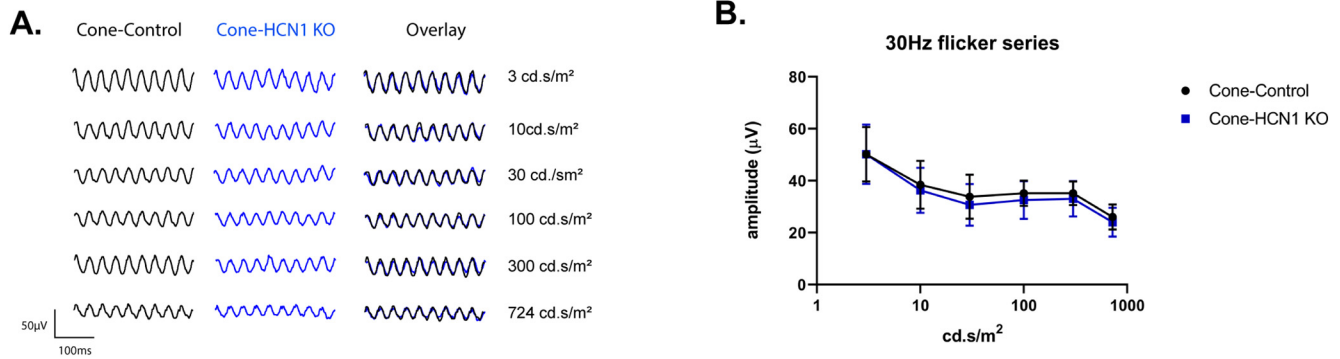 A.
Cone-Control
Cone-HCN1 KO
Overlay
3 cd.s/m²
10cd.s/m²
30 cd./sm²
100 cd.s/m²
300 cd.s/m²
724 cd.s/m²
50μV
100ms
B.
30Hz flicker series
80
60
40
20
0
amplitude (μV)
1
10
100
1000
cd.s/m²
Cone-Control
Cone-HCN1 KO